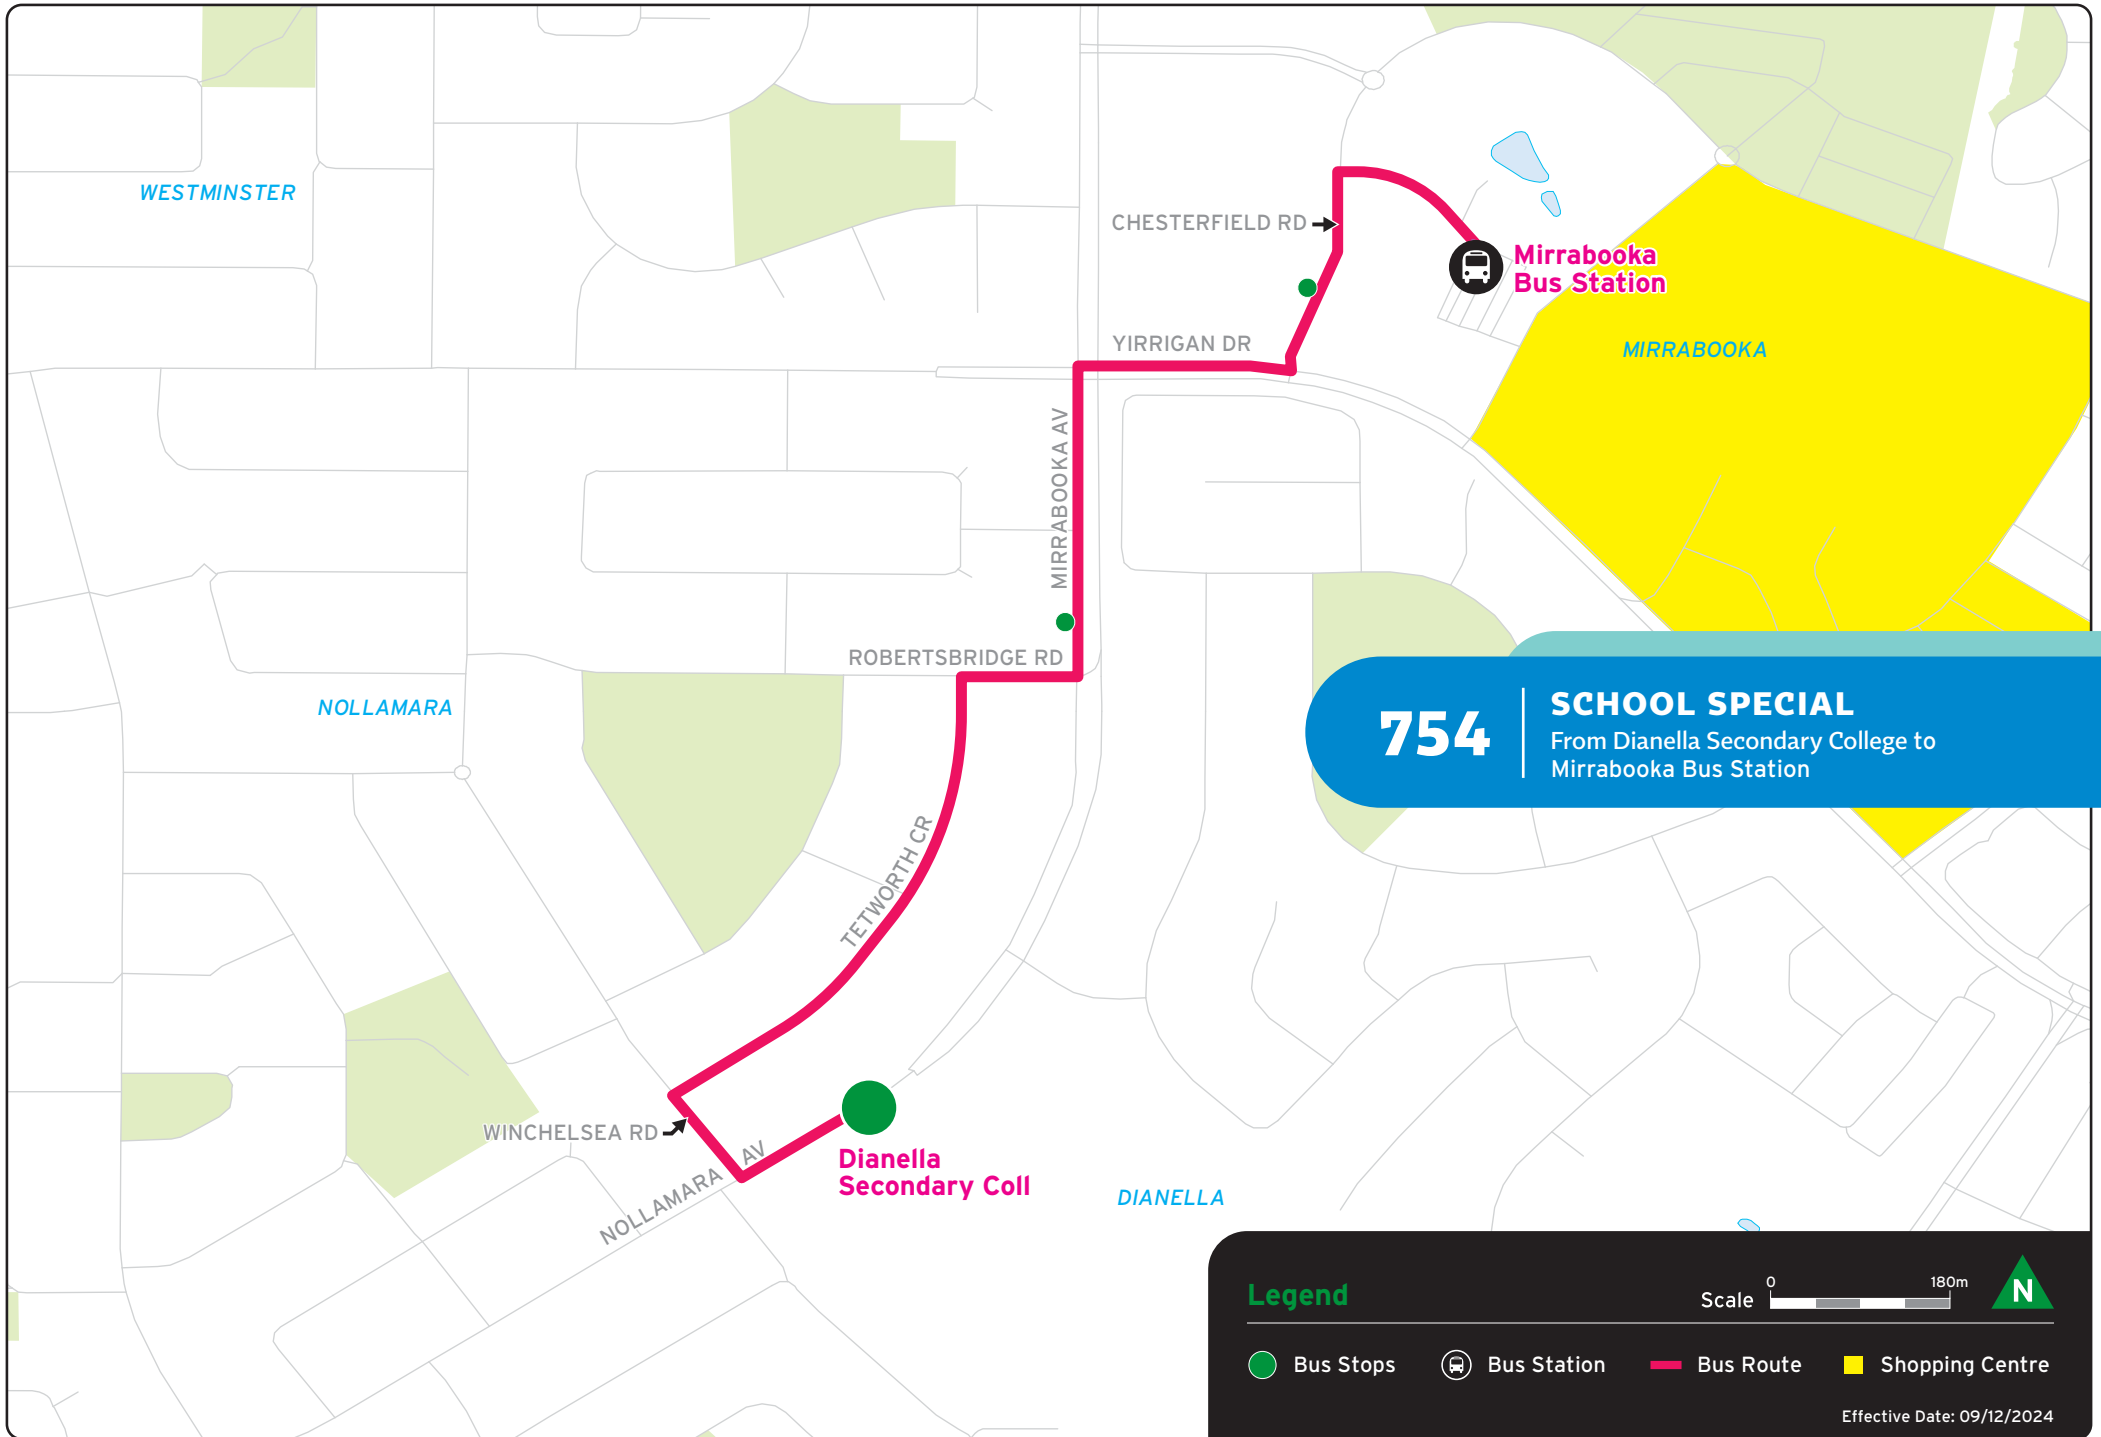 WESTMINSTER
CHESTERFIELD RD
Mirrabooka
Bus Station
YIRRIGAN DR
MIRRABOOKA
MIRRABOOKA AV
ROBERTSBRIDGE RD
NOLLAMARA
754
SCHOOL SPECIAL
From Dianella Secondary College to
Mirrabooka Bus Station
TETWORTH CR
WINCHELSEA RD
NOLLAMARA AV
Dianella
Secondary Coll
DIANELLA
Legend
Scale
0
180m
N
Bus Stops
Bus Station
Bus Route
Shopping Centre
Effective Date: 09/12/2024